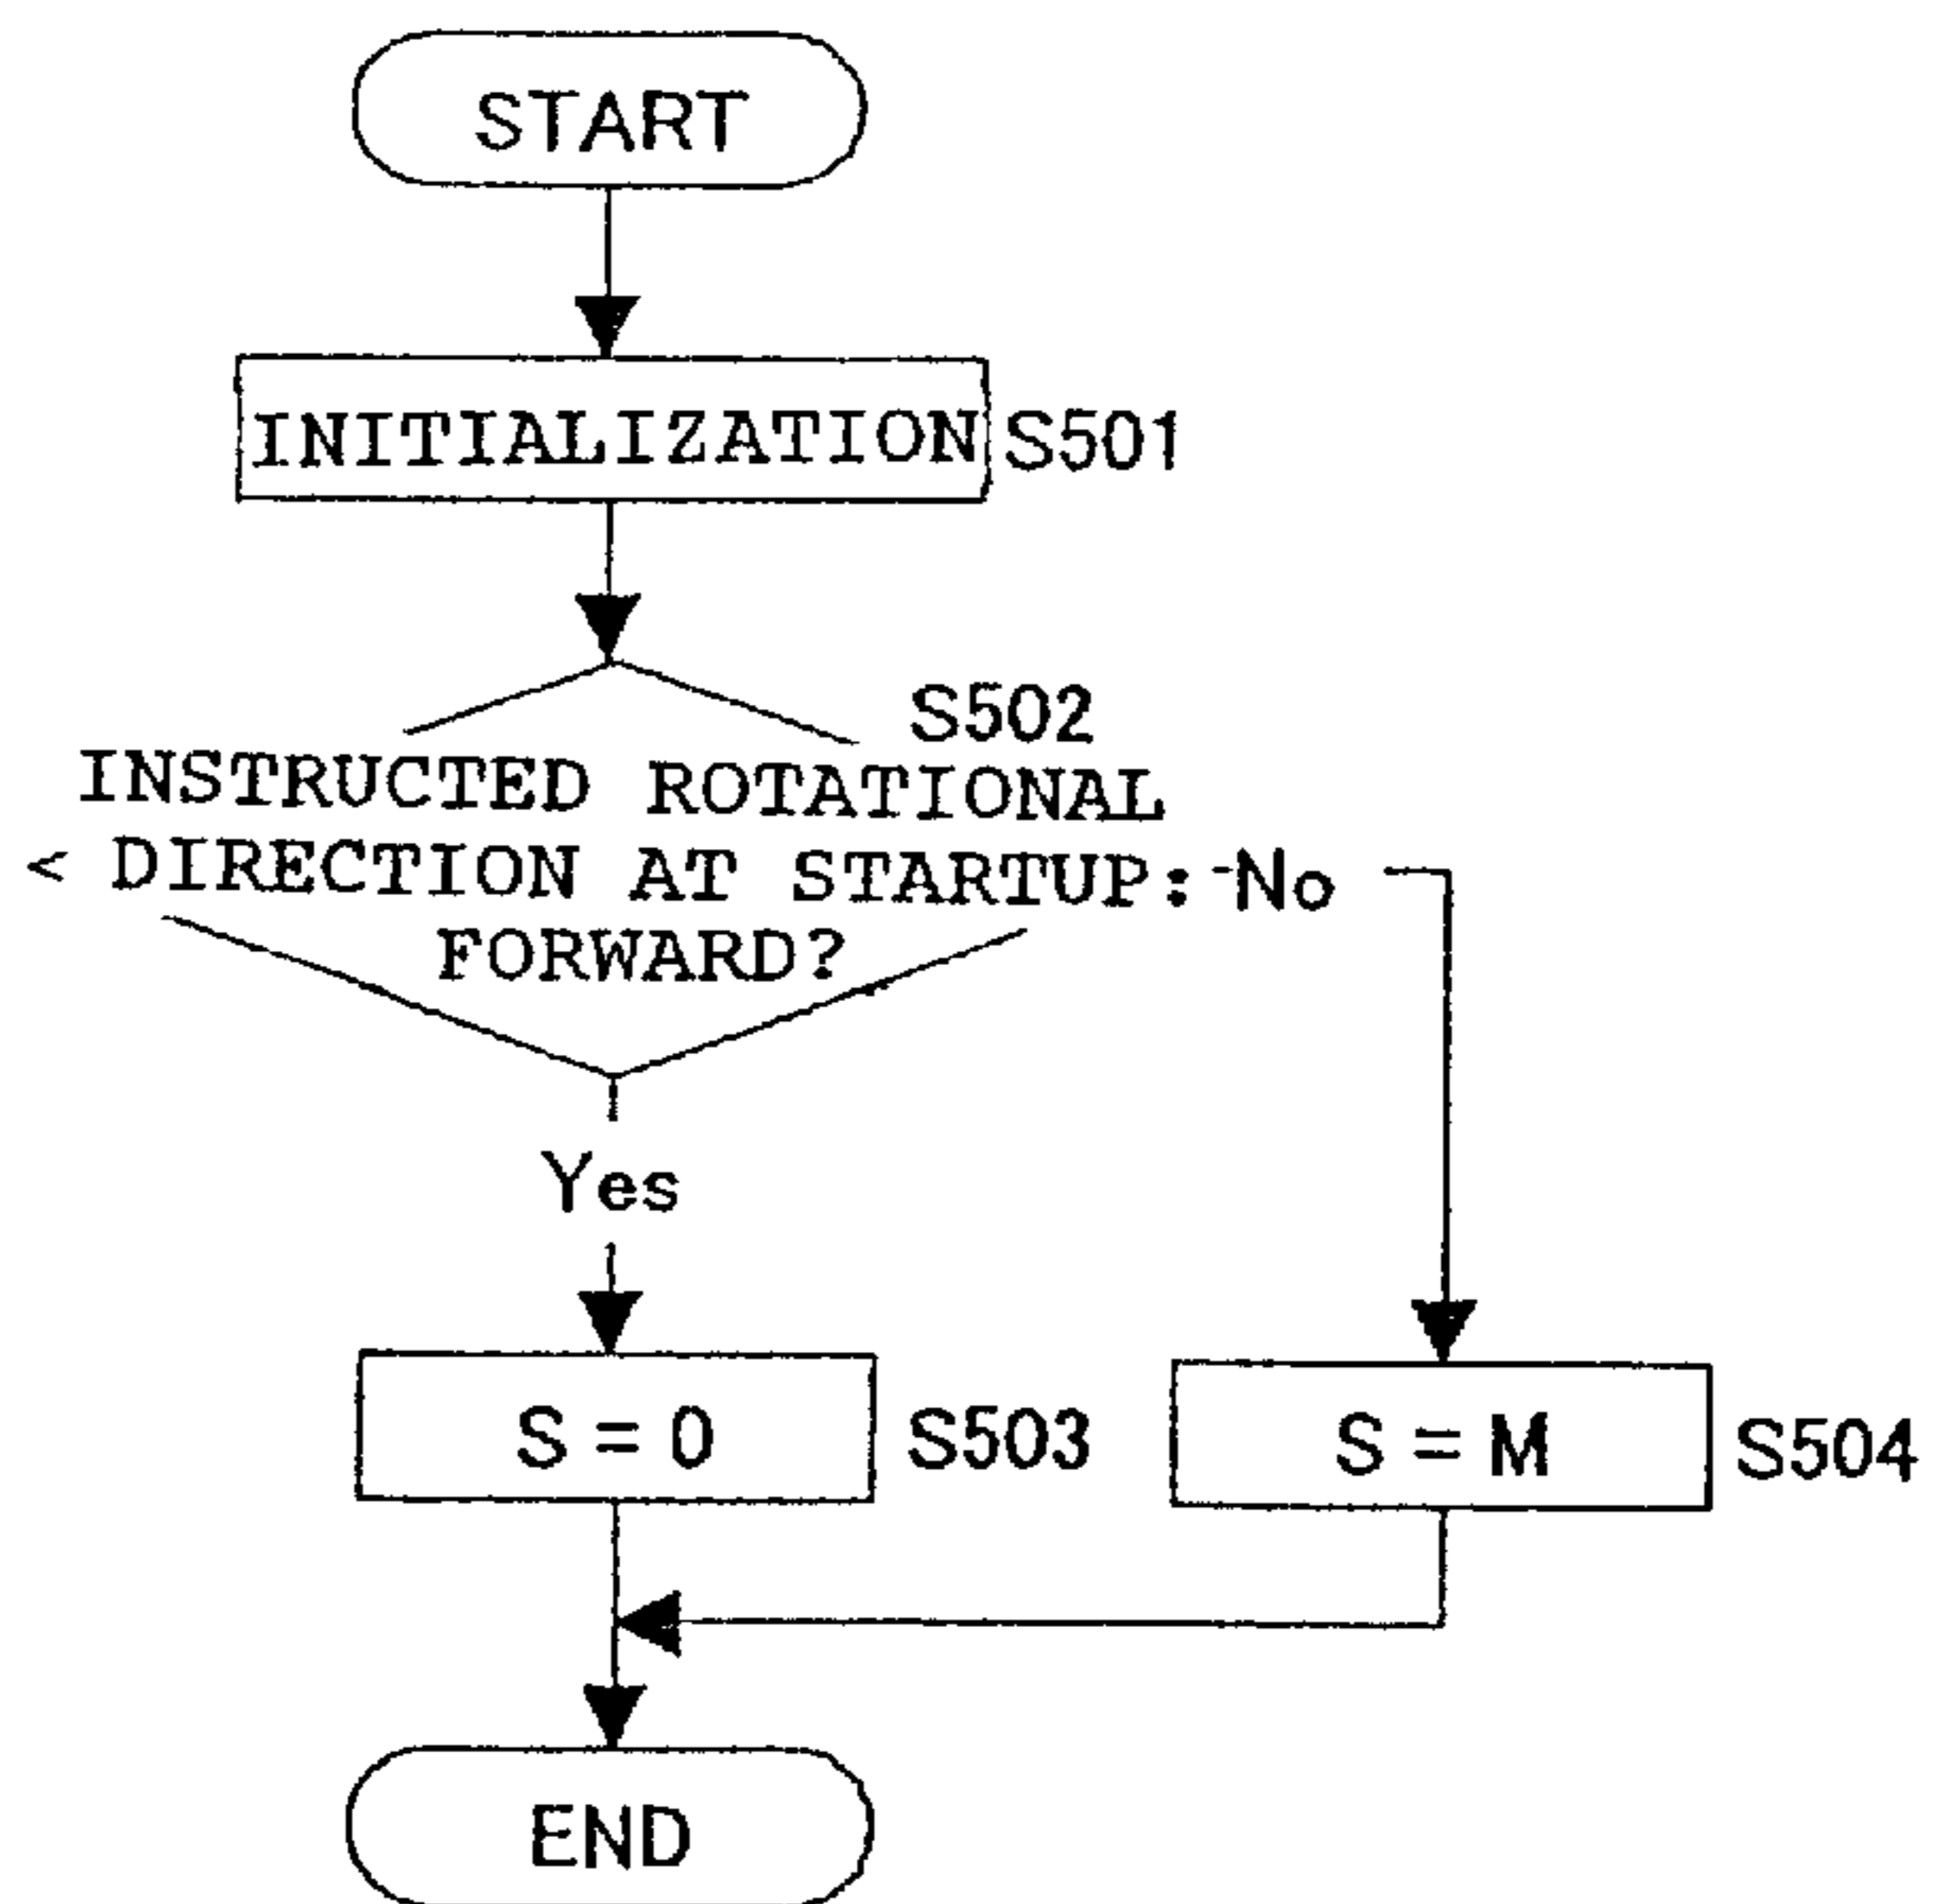 START
INITIALIZATION S501
S502
INSTRUCTED ROTATIONAL
DIRECTION AT STARTUP: No
FORWARD?
Yes
S = 0 S503
S = M S504
END